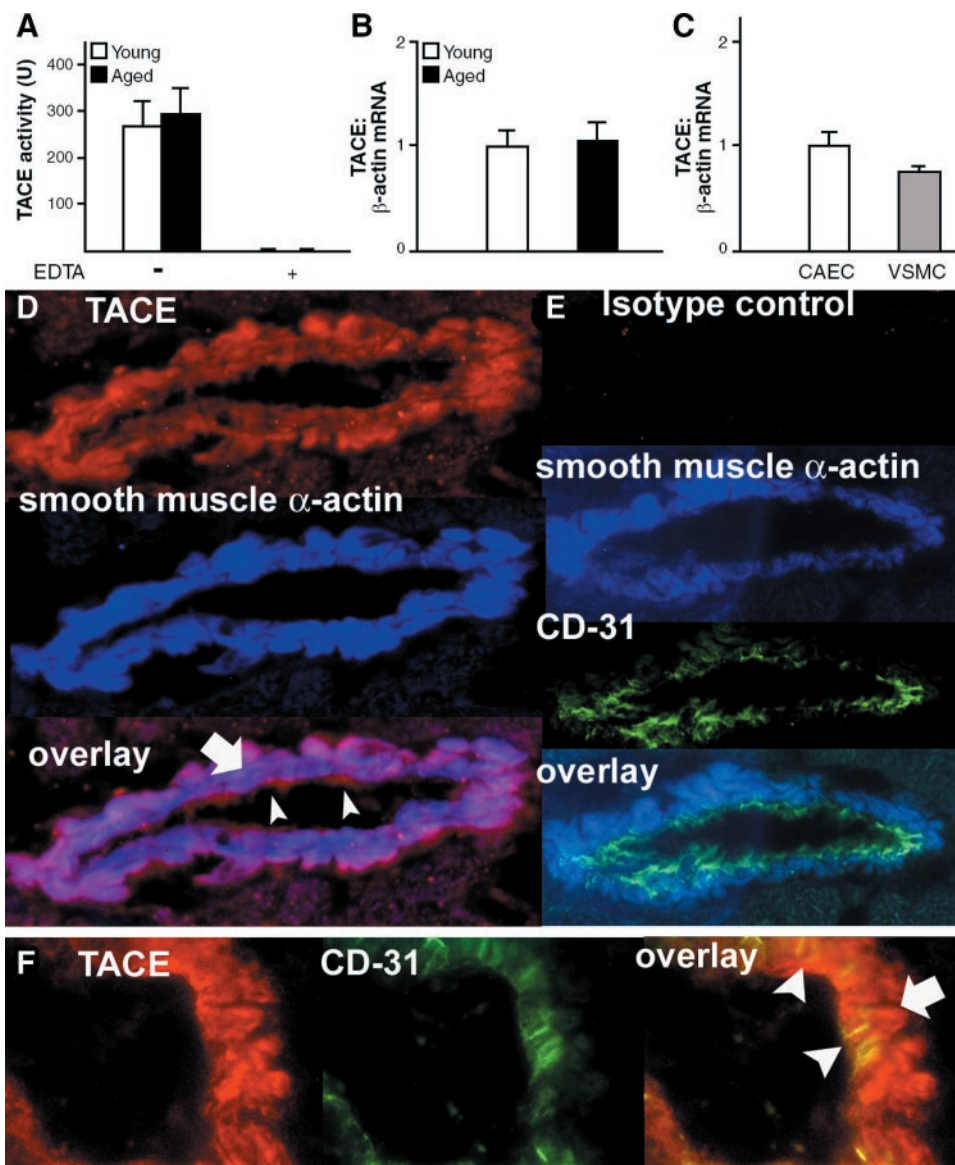 A
TACE activity (U)
400
300
200
100
Young
Aged
EDTA
-
+
B
TACE:
β-actin mRNA
2
1
0
Young
Aged
C
TACE:
β-actin mRNA
2
1
0
CAEC
VSMC
D
TACE
smooth muscle α-actin
overlay
E
Isotype control
smooth muscle α-actin
CD-31
overlay
F
TACE
CD-31
overlay